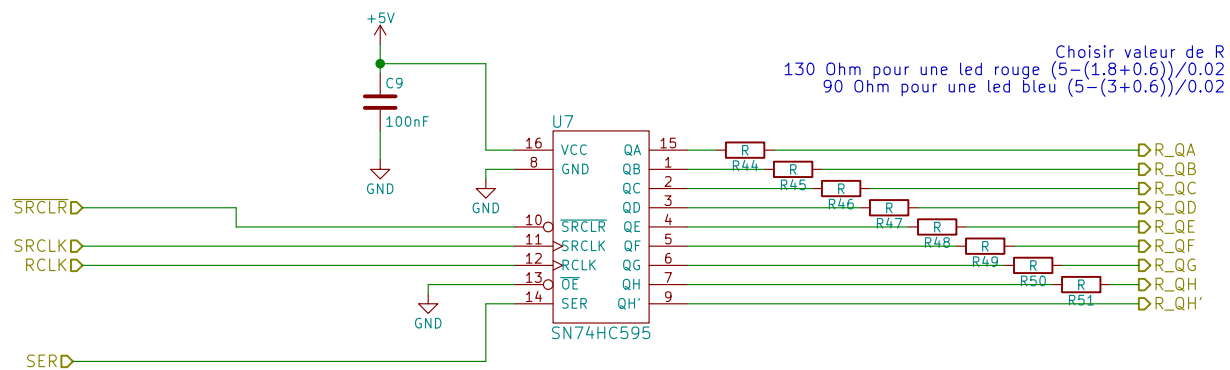 +5V
Choisir valeur de R
130 Ohm pour une led rouge (5-(1.8+0.6))/0.02
90 Ohm pour une led bleu (5-(3+0.6))/0.02
C9
100nF
GND
U7
16 VCC QA 15 R R44 R_QA
8 GND QB 1 R R45 R_QB
GND
QC 2 R R46 R_QC
SRCLR QD 3 R R47 R_QD
10 SRCLR QE 4 R R48 R_QE
SRCLK 11 SRCLK QF 5 R R49 R_QF
RCLK 12 RCLK QG 6 R R50 R_QG
13 OE QH 7 R R51 R_QH
14 SER QH' 9 R_QH'
GND
SN74HC595
SER